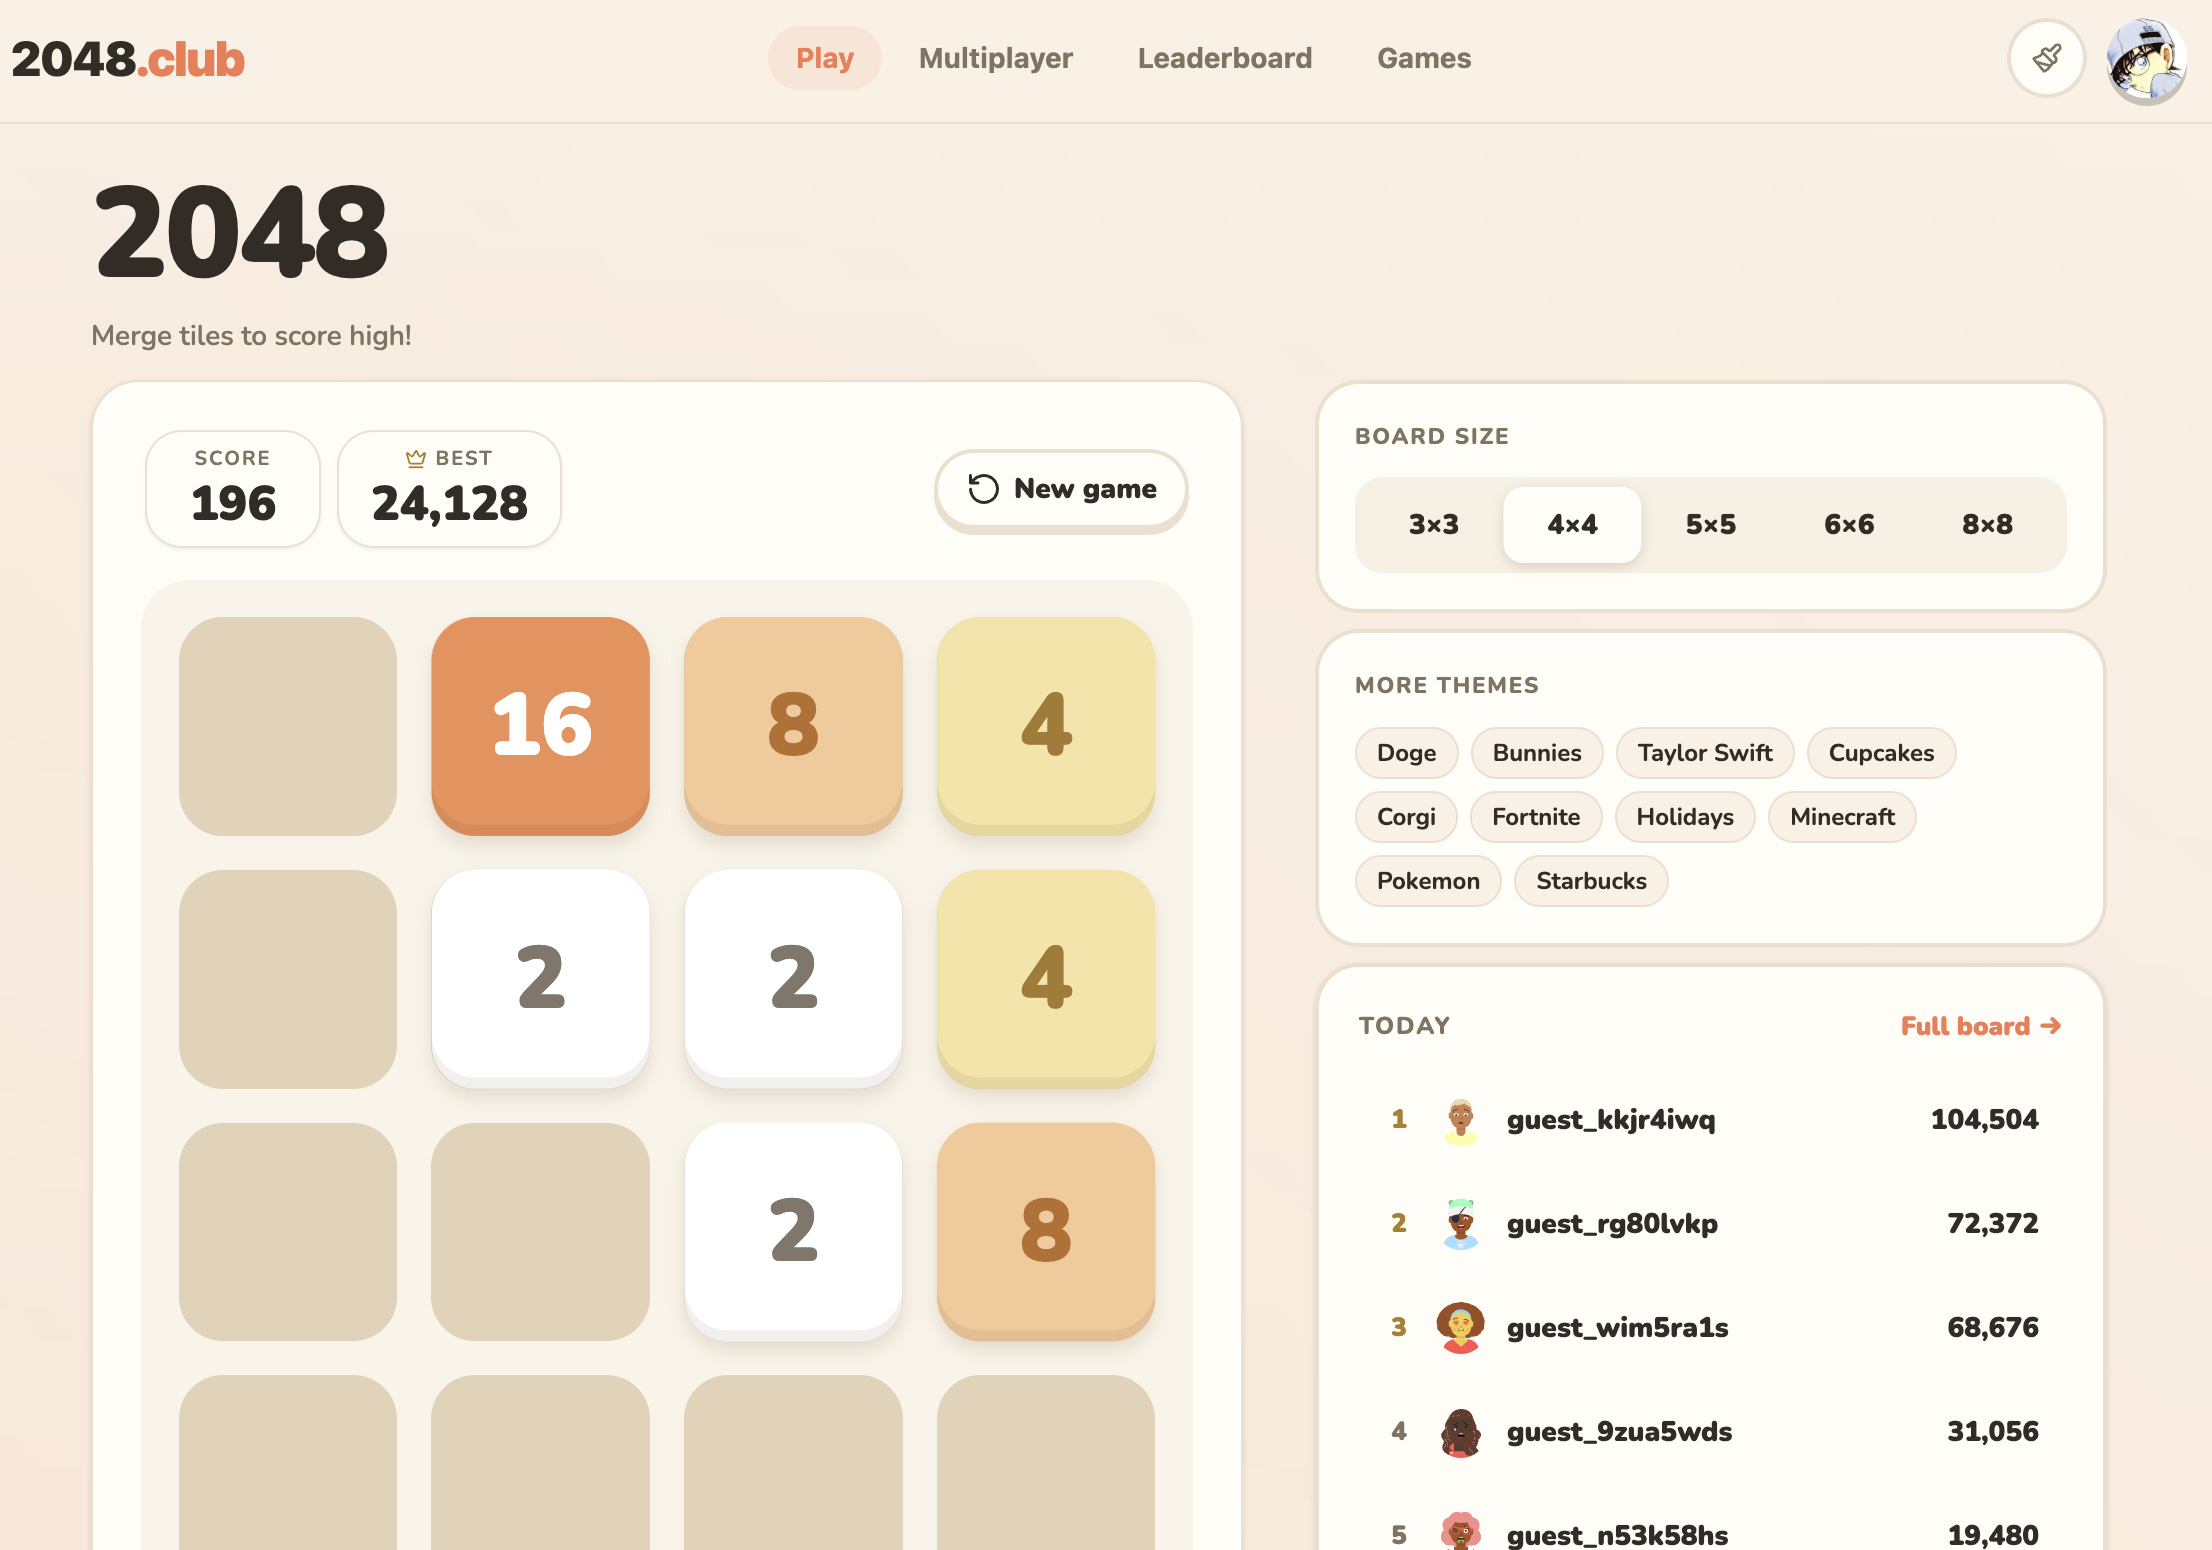 2048.club
Play
Multiplayer
Leaderboard
Games
2048
Merge tiles to score high!
SCORE
196
BEST
24,128
New game
16 8 4
2 2 4
2 8
BOARD SIZE
3×3 4×4 5×5 6×6 8×8
MORE THEMES
Doge Bunnies Taylor Swift Cupcakes
Corgi Fortnite Holidays Minecraft
Pokemon Starbucks
TODAY
Full board →
1 guest_kkjr4iwq 104,504
2 guest_rg80lvkp 72,372
3 guest_wim5ra1s 68,676
4 guest_9zua5wds 31,056
5 guest_n53k58hs 19,480